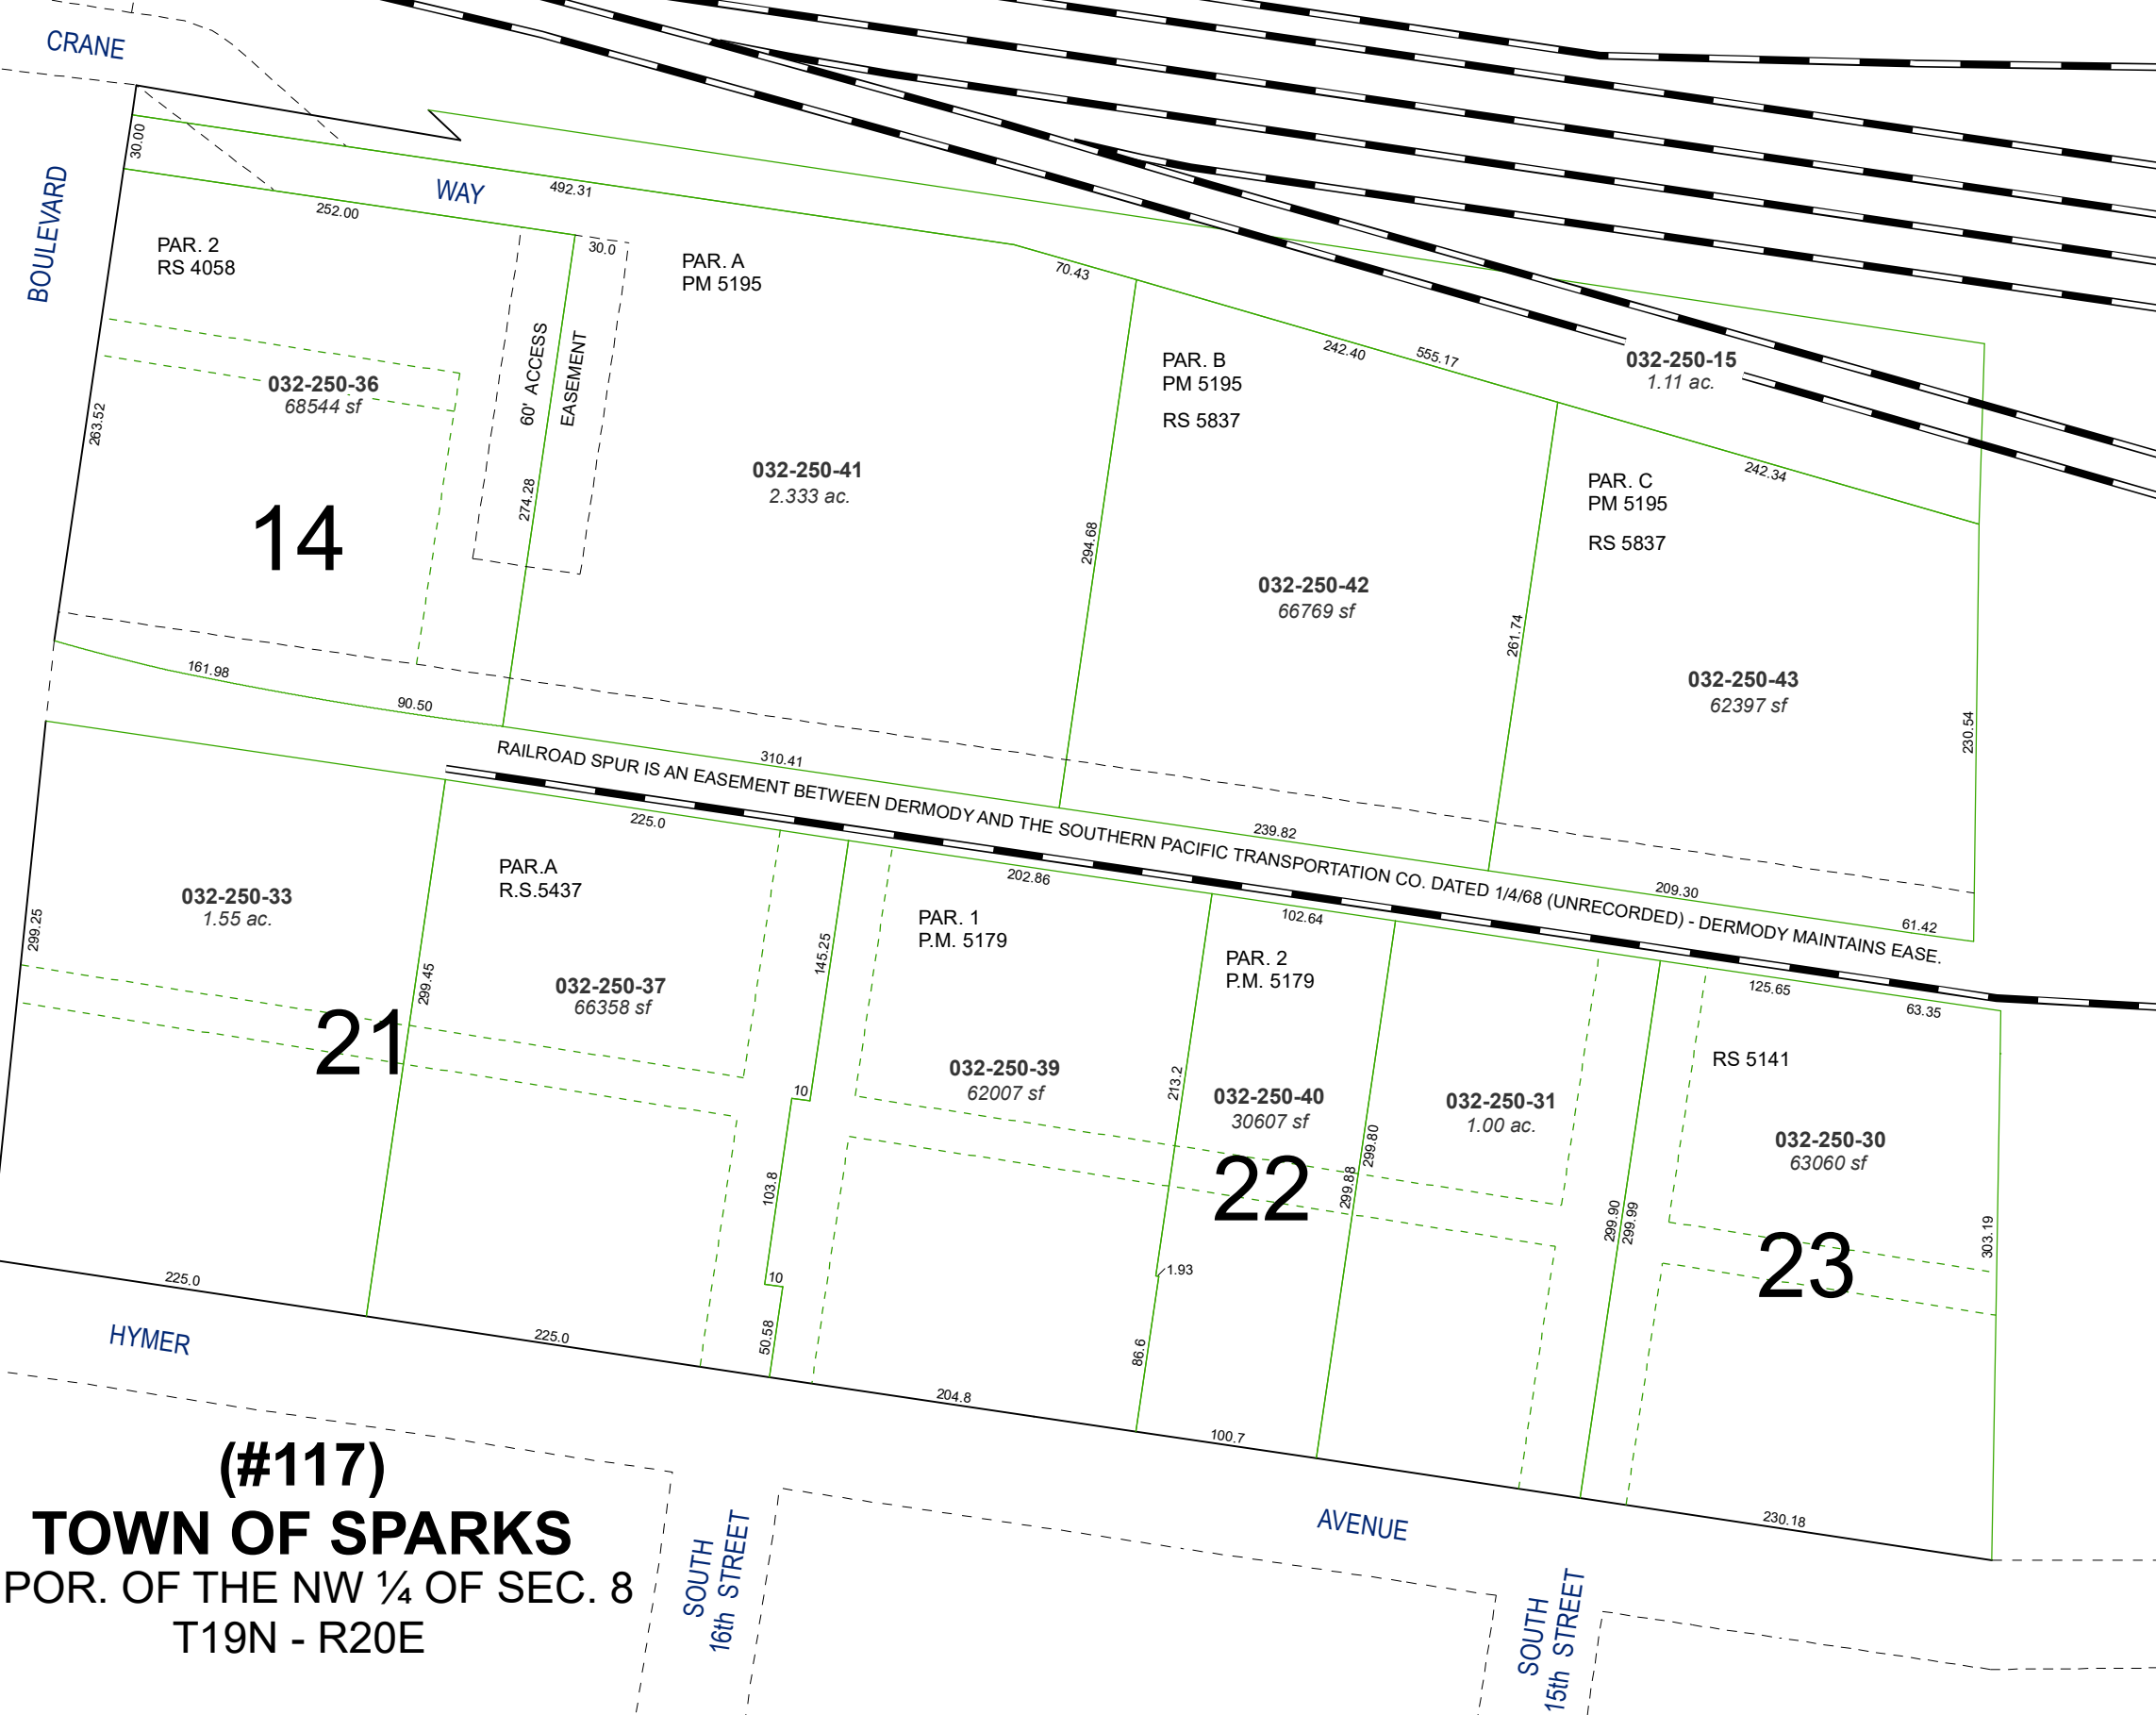 CRANE
30.00
BOULEVARD
WAY
492.31
252.00
PAR. 2
RS 4058
30.0
PAR. A
PM 5195
70.43
242.40
555.17
032-250-15
1.11 ac.
PAR. B
PM 5195
RS 5837
60' ACCESS
EASEMENT
032-250-36
68544 sf
263.52
274.28
032-250-41
2.333 ac.
242.34
PAR. C
PM 5195
RS 5837
14
294.68
032-250-42
66769 sf
261.74
032-250-43
62397 sf
230.54
161.98
90.50
310.41
239.82
209.30
61.42
RAILROAD SPUR IS AN EASEMENT BETWEEN DERMODY AND THE SOUTHERN PACIFIC TRANSPORTATION CO. DATED 1/4/68 (UNRECORDED) - DERMODY MAINTAINS EASE.
225.0
202.86
102.64
125.65
63.35
032-250-33
1.55 ac.
299.25
299.45
PAR.A
R.S.5437
032-250-37
66358 sf
145.25
PAR. 1
P.M. 5179
032-250-39
62007 sf
PAR. 2
P.M. 5179
213.2
032-250-40
30607 sf
299.80
299.88
032-250-31
1.00 ac.
RS 5141
032-250-30
63060 sf
21
10
103.8
10
50.58
22
1.93
86.6
299.90
299.99
23
303.19
225.0
225.0
204.8
100.7
230.18
HYMER
AVENUE
SOUTH
16th STREET
SOUTH
15th STREET
(#117)
TOWN OF SPARKS
POR. OF THE NW ¼ OF SEC. 8
T19N - R20E